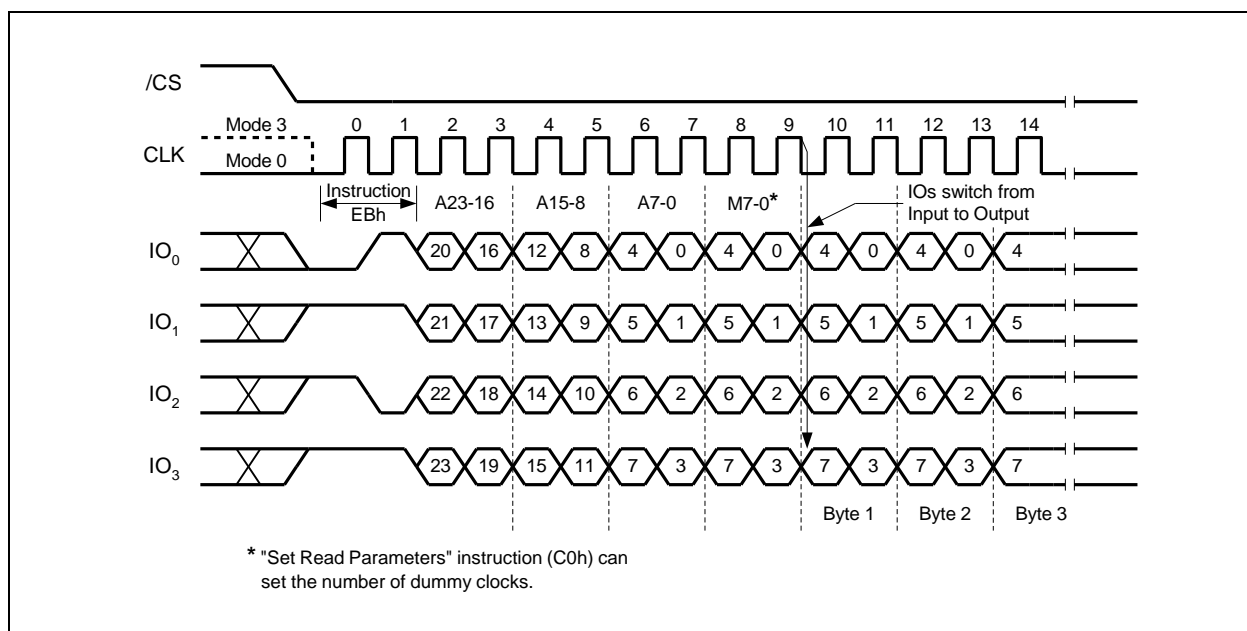 /CS
Mode 3 0 1 2 3 4 5 6 7 8 9 10 11 12 13 14
CLK
Mode 0
Instruction
EBh
A23-16 A15-8 A7-0 M7-0*
IOs switch from
Input to Output
IO0 20 16 12 8 4 0 4 0 4 0 4 0 4
IO1 21 17 13 9 5 1 5 1 5 1 5 1 5
IO2 22 18 14 10 6 2 6 2 6 2 6 2 6
IO3 23 19 15 11 7 3 7 3 7 3 7 3 7
Byte 1 Byte 2 Byte 3
* "Set Read Parameters" instruction (C0h) can
set the number of dummy clocks.